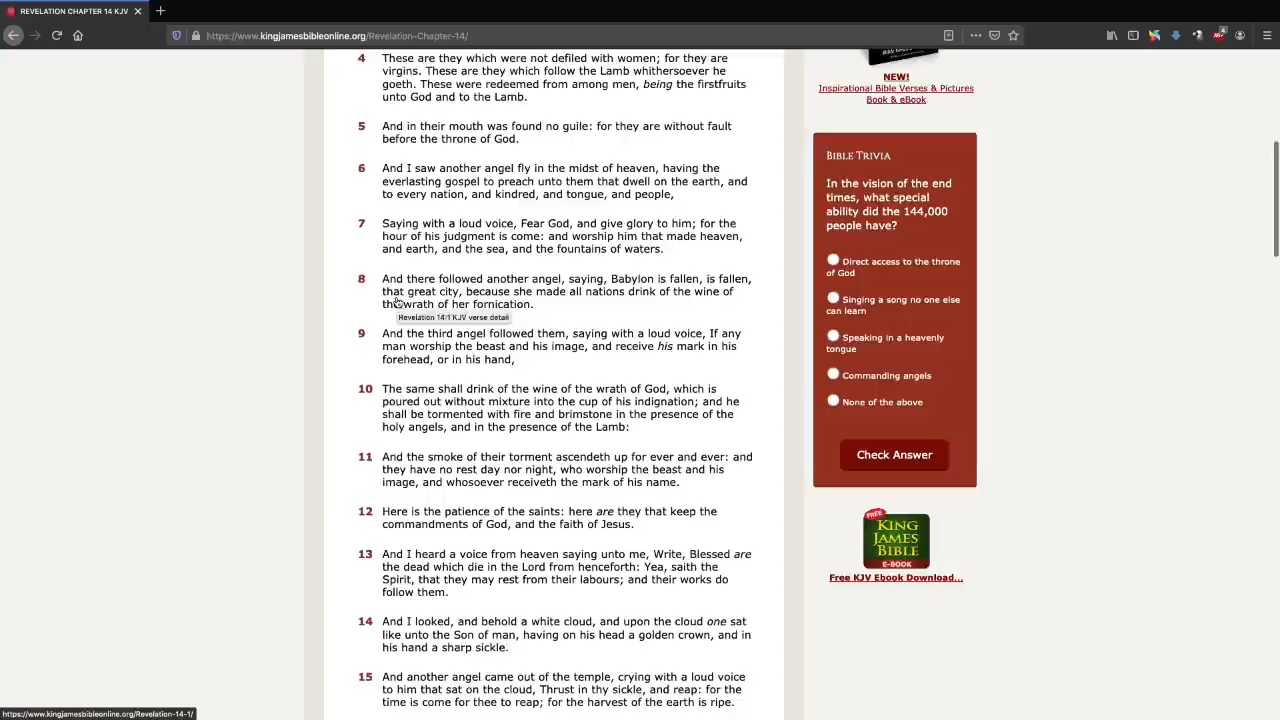 REVELATION CHAPTER 14 KJV
https://www.kingjamesbibleonline.org/Revelation-Chapter-14/
4 These are they which were not defiled with women; for they are
virgins. These are they which follow the Lamb whithersoever he
goeth. These were redeemed from among men, being the firstfruits
unto God and to the Lamb.
5 And in their mouth was found no guile: for they are without fault
before the throne of God.
6 And I saw another angel fly in the midst of heaven, having the
everlasting gospel to preach unto them that dwell on the earth, and
to every nation, and kindred, and tongue, and people,
7 Saying with a loud voice, Fear God, and give glory to him; for the
hour of his judgment is come: and worship him that made heaven,
and earth, and the sea, and the fountains of waters.
8 And there followed another angel, saying, Babylon is fallen, is fallen,
that great city, because she made all nations drink of the wine of
the wrath of her fornication.
Revelation 14:1 KJV verse detail
9 And the third angel followed them, saying with a loud voice, If any
man worship the beast and his image, and receive his mark in his
forehead, or in his hand,
10 The same shall drink of the wine of the wrath of God, which is
poured out without mixture into the cup of his indignation; and he
shall be tormented with fire and brimstone in the presence of the
holy angels, and in the presence of the Lamb:
11 And the smoke of their torment ascendeth up for ever and ever: and
they have no rest day nor night, who worship the beast and his
image, and whosoever receiveth the mark of his name.
12 Here is the patience of the saints: here are they that keep the
commandments of God, and the faith of Jesus.
13 And I heard a voice from heaven saying unto me, Write, Blessed are
the dead which die in the Lord from henceforth: Yea, saith the
Spirit, that they may rest from their labours; and their works do
follow them.
14 And I looked, and behold a white cloud, and upon the cloud one sat
like unto the Son of man, having on his head a golden crown, and in
his hand a sharp sickle.
15 And another angel came out of the temple, crying with a loud voice
to him that sat on the cloud, Thrust in thy sickle, and reap: for the
time is come for thee to reap; for the harvest of the earth is ripe.
NEW!
Inspirational Bible Verses & Pictures
Book & eBook
BIBLE TRIVIA
In the vision of the end
times, what special
ability did the 144,000
people have?
Direct access to the throne
of God
Singing a song no one else
can learn
Speaking in a heavenly
tongue
Commanding angels
None of the above
Check Answer
FREE
KING
JAMES
BIBLE
E-BOOK
Free KJV Ebook Download...
https://www.kingjamesbibleonline.org/Revelation-14-1/